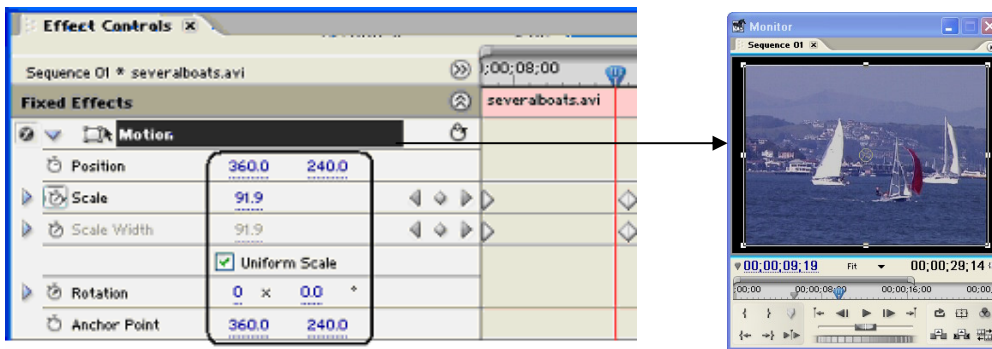 Effect Controls
Sequence 01 * severalboats.avi
;00;08;00
Fixed Effects
severalboats.avi
Motion
Position 360.0 240.0
Scale 91.9
Scale Width 91.9
Uniform Scale
Rotation 0 x 0.0 °
Anchor Point 360.0 240.0
Monitor
Sequence 01
00;00;09;19 Fit 00;00;29;14
;00;00 00;00;08;00 00;00;16;00 00;00;